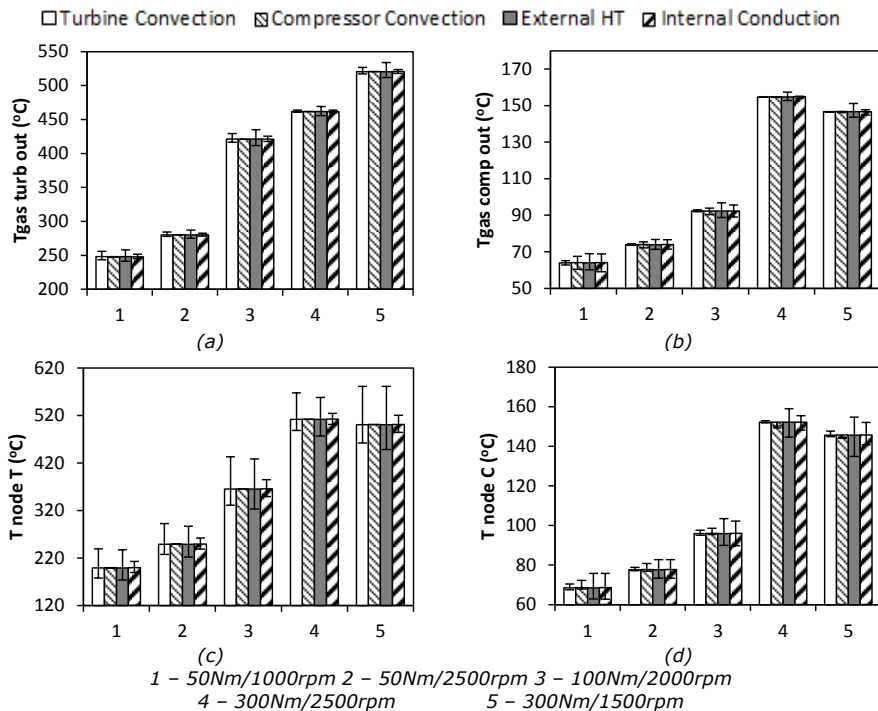 Turbine Convection Compressor Convection External HT Internal Conduction
Tgas turb out (ºC)
550
500
450
400
350
300
250
200
1 2 3 4 5
(a)
Tgas comp out (ºC)
170
150
130
110
90
70
50
1 2 3 4 5
(b)
T node T (ºC)
620
520
420
320
220
120
1 2 3 4 5
(c)
T node C (ºC)
180
160
140
120
100
80
60
1 2 3 4 5
(d)
1 – 50Nm/1000rpm 2 – 50Nm/2500rpm 3 – 100Nm/2000rpm
4 – 300Nm/2500rpm 5 – 300Nm/1500rpm